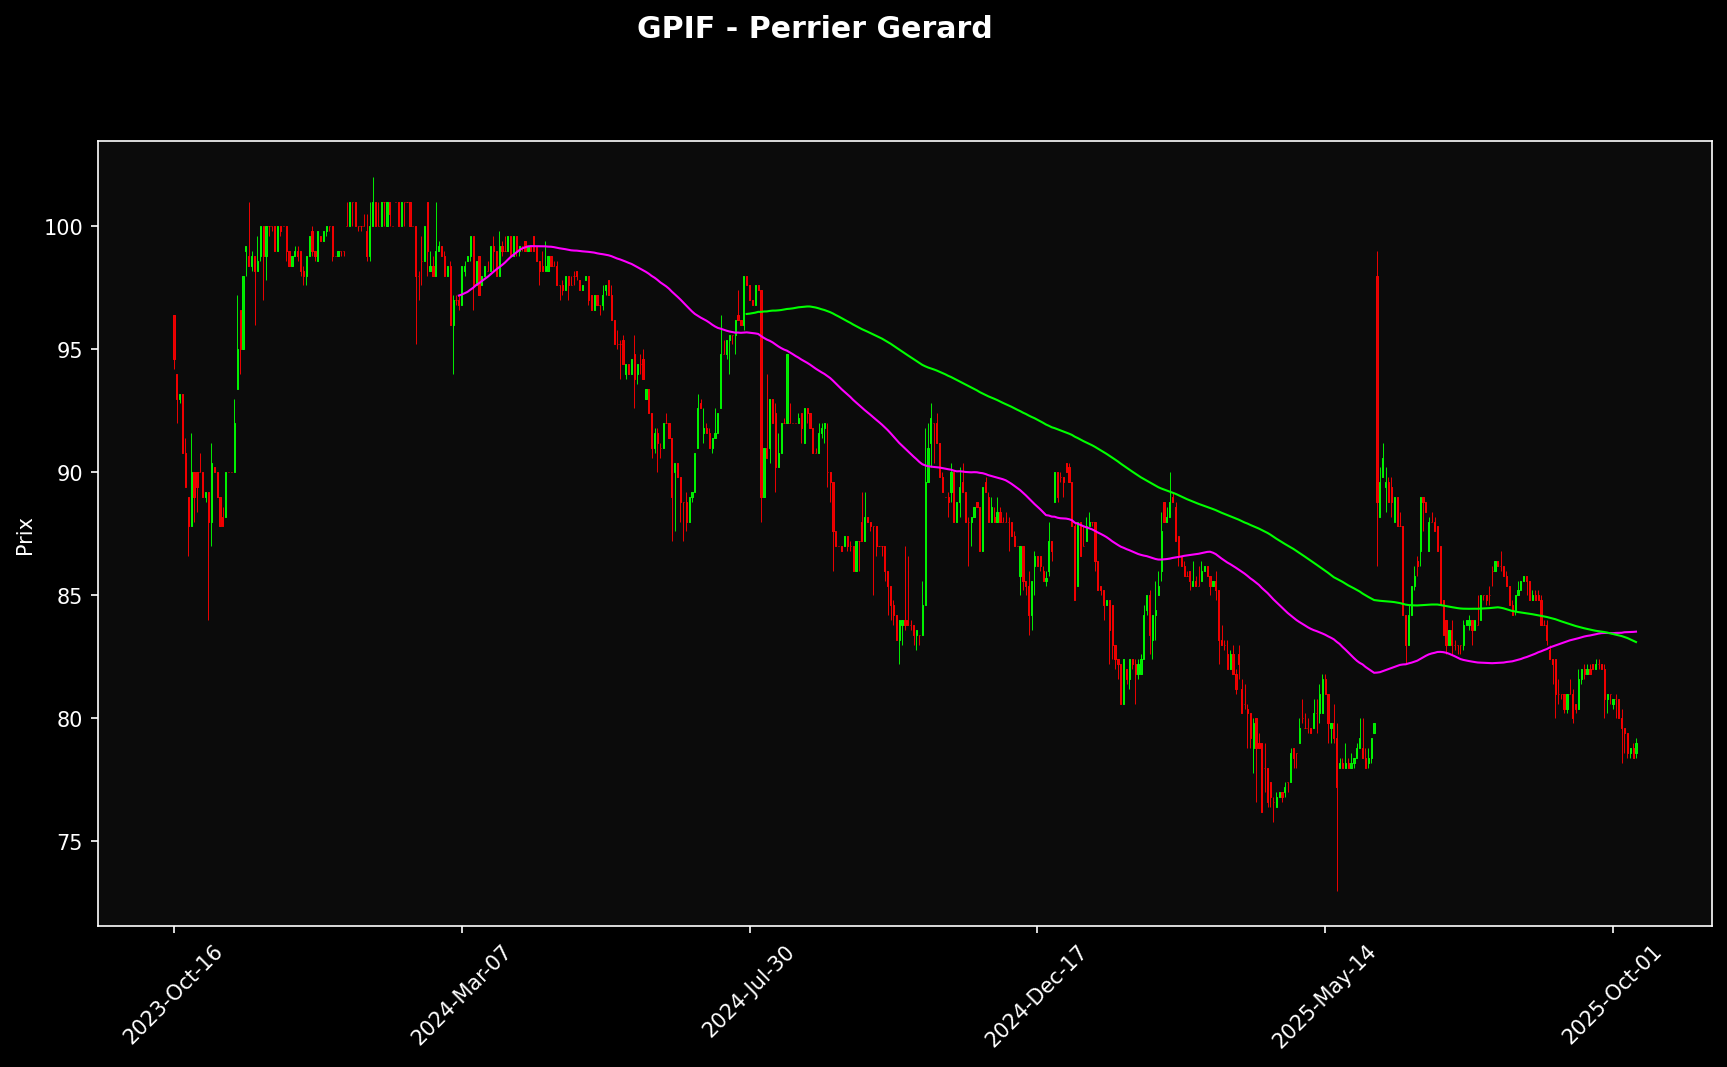 GPIF - Perrier Gerard
Prix
100
95
90
85
80
75
2023-Oct-16
2024-Mar-07
2024-Jul-30
2024-Dec-17
2025-May-14
2025-Oct-01